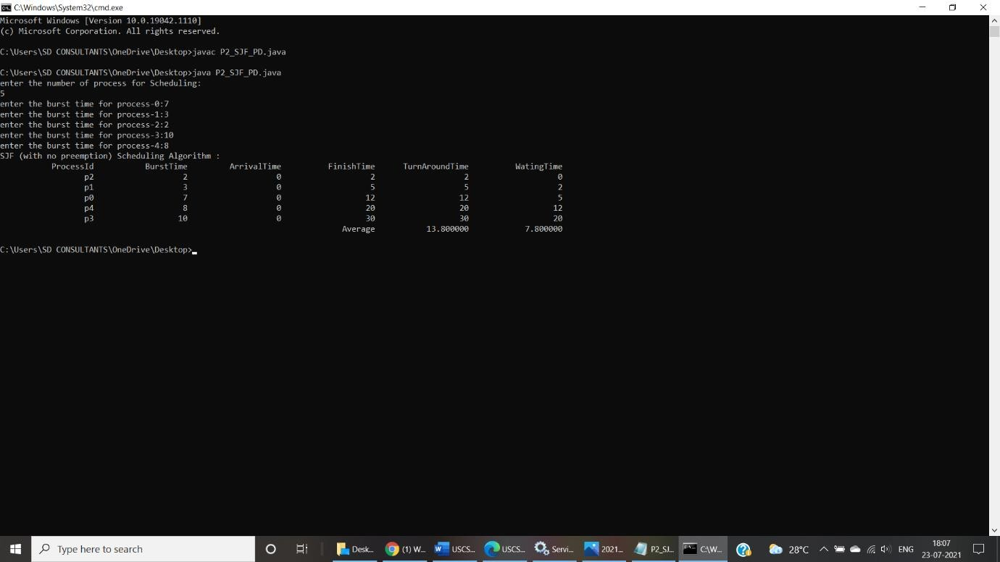 C:\Windows\System32\cmd.exe
Microsoft Windows [Version 10.0.19042.1110]
(c) Microsoft Corporation. All rights reserved.
C:\Users\SD CONSULTANTS\OneDrive\Desktop>javac P2_SJF_PD.java
C:\Users\SD CONSULTANTS\OneDrive\Desktop>java P2_SJF_PD.java
enter the number of process for Scheduling:
5
enter the burst time for process-0:7
enter the burst time for process-1:3
enter the burst time for process-2:2
enter the burst time for process-3:10
enter the burst time for process-4:8
SJF (with no preemption) Scheduling Algorithm :
ProcessId BurstTime ArrivalTime FinishTime TurnAroundTime WatingTime
p2 2 0 2 2 0
p1 3 0 5 5 2
p0 7 0 12 12 5
p4 8 0 20 20 12
p3 10 0 30 30 20
Average 13.800000 7.800000
C:\Users\SD CONSULTANTS\OneDrive\Desktop>
Type here to search Desk... (1) W... USCS... USCS... Servi... 2021... P2_SJ... C:\W... 28°C ENG 18:07
23-07-2021